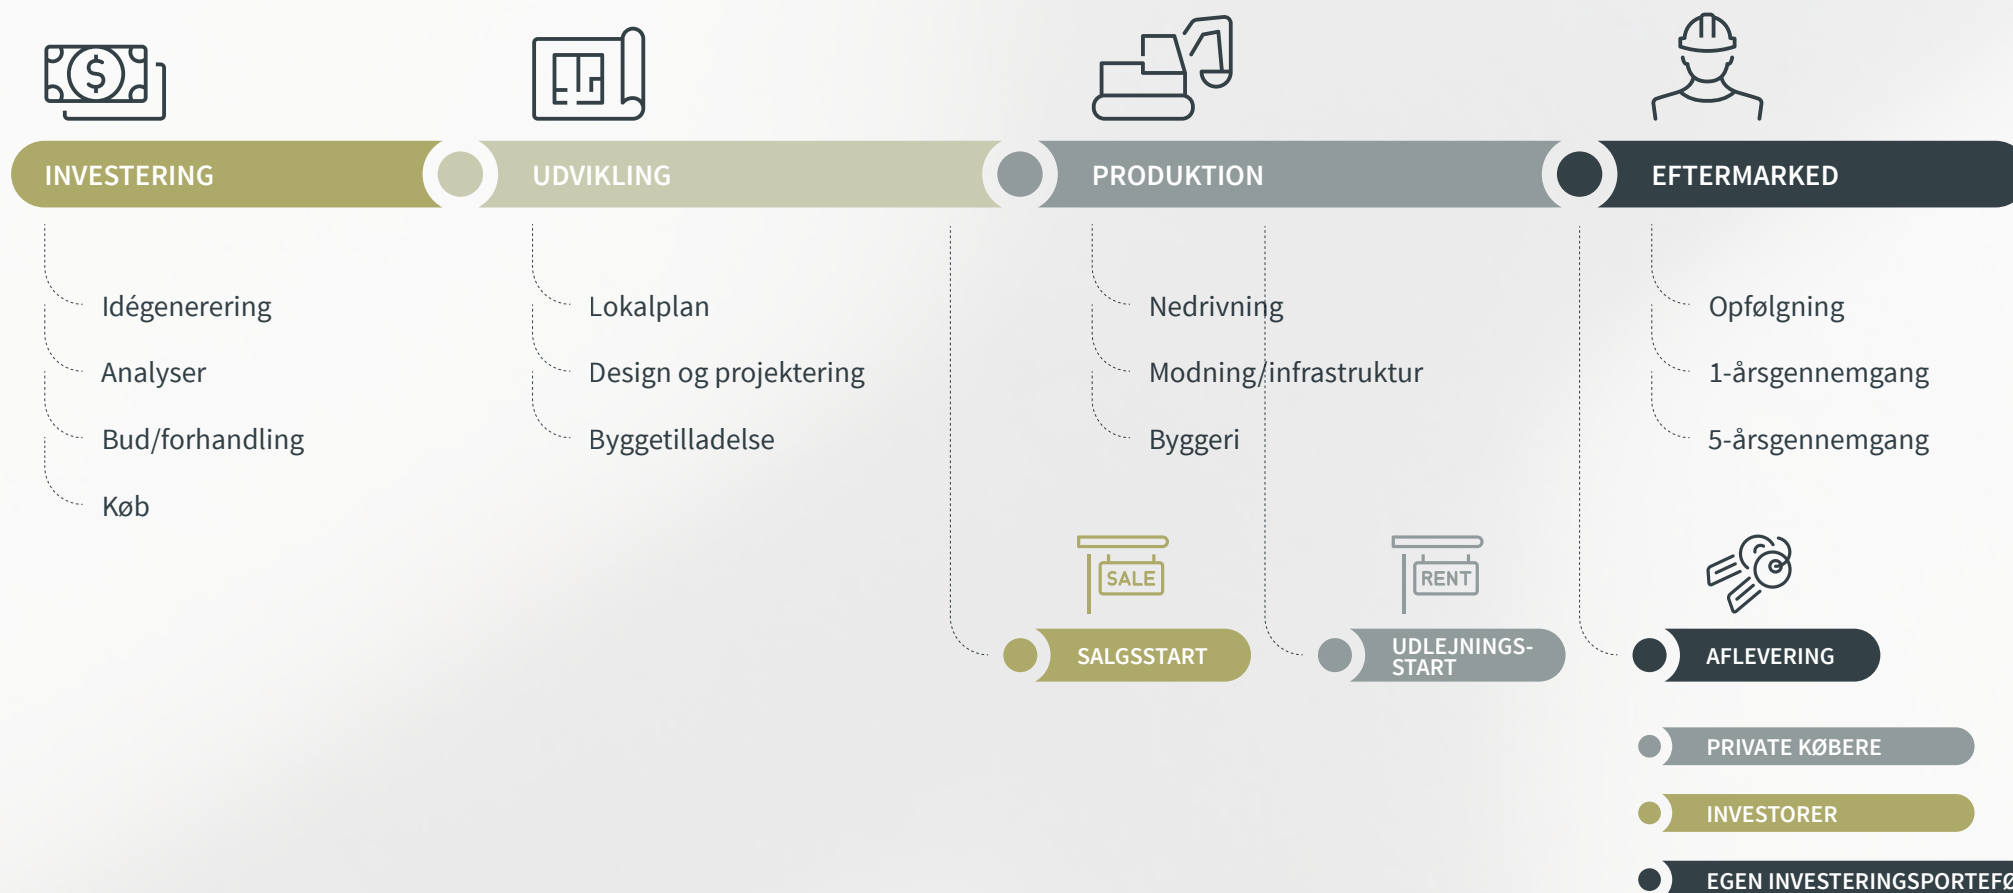 INVESTERING
UDVIKLING
PRODUKTION
EFTERMARKED
Idégenerering
Analyser
Bud/forhandling
Køb
Lokalplan
Design og projektering
Byggetilladelse
Nedrivning
Modning/infrastruktur
Byggeri
Opfølgning
1-årsgennemgang
5-årsgennemgang
SALE
SALGSSTART
RENT
UDLEJNINGS-
START
AFLEVERING
PRIVATE KØBERE
INVESTORER
EGEN